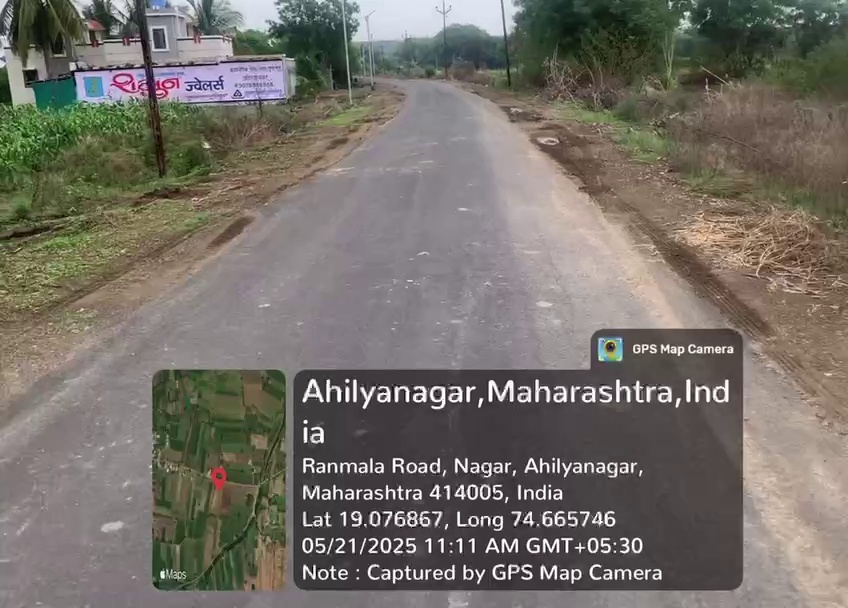 ज्वेलर्स
GPS Map Camera
Ahilyanagar,Maharashtra,Ind
ia
Ranmala Road, Nagar, Ahilyanagar,
Maharashtra 414005, India
Lat 19.076867, Long 74.665746
05/21/2025 11:11 AM GMT+05:30
Note : Captured by GPS Map Camera
Maps